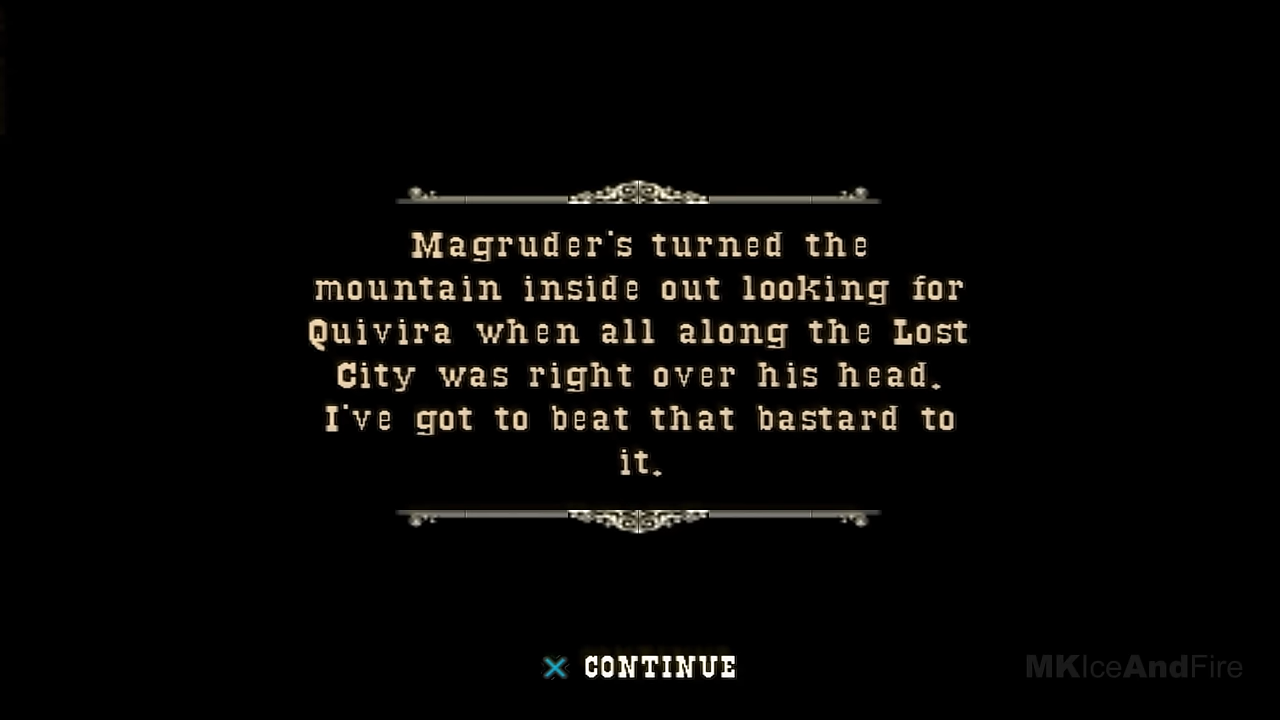 Magruder's turned the
mountain inside out looking for
Quivira when all along the Lost
City was right over his head.
I've got to beat that bastard to
it.
CONTINUE
MKIceAndFire